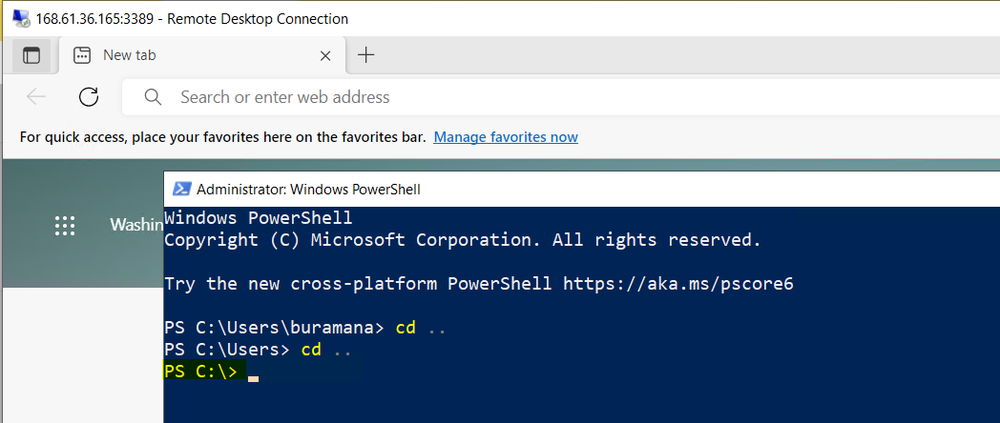 168.61.36.165:3389 - Remote Desktop Connection
New tab
Search or enter web address
For quick access, place your favorites here on the favorites bar. Manage favorites now
Administrator: Windows PowerShell
Washin
Windows PowerShell
Copyright (C) Microsoft Corporation. All rights reserved.
Try the new cross-platform PowerShell https://aka.ms/pscore6
PS C:\Users\buramana> cd ..
PS C:\Users> cd ..
PS C:\>